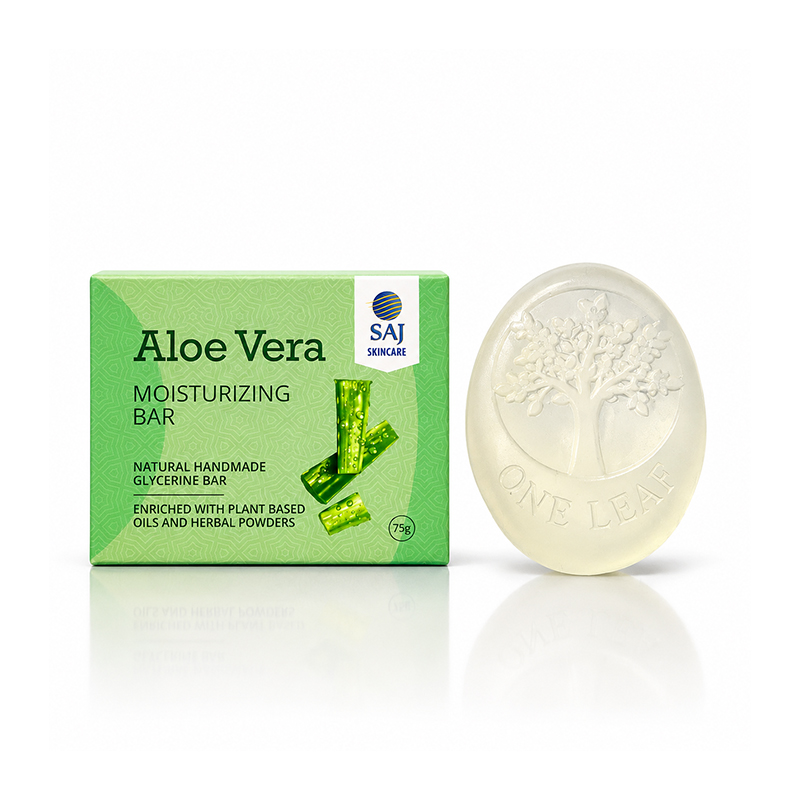 Aloe Vera
MOISTURIZING
BAR
NATURAL HANDMADE
GLYCERINE BAR
ENRICHED WITH PLANT BASED
OILS AND HERBAL POWDERS
SAJ
SKINCARE
75g
ONE LEAF